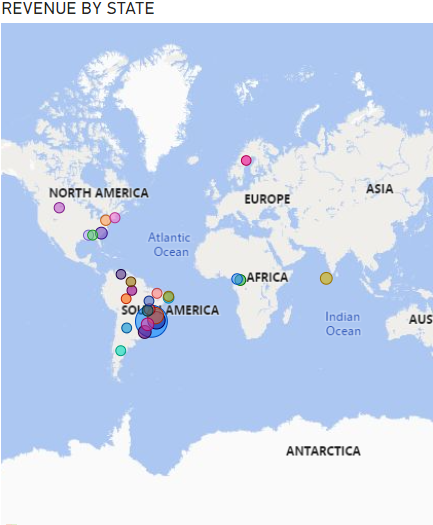 REVENUE BY STATE
NORTH AMERICA
EUROPE
ASIA
Atlantic
Ocean
AFRICA
SOUTH AMERICA
Indian
Ocean
AUS
ANTARCTICA